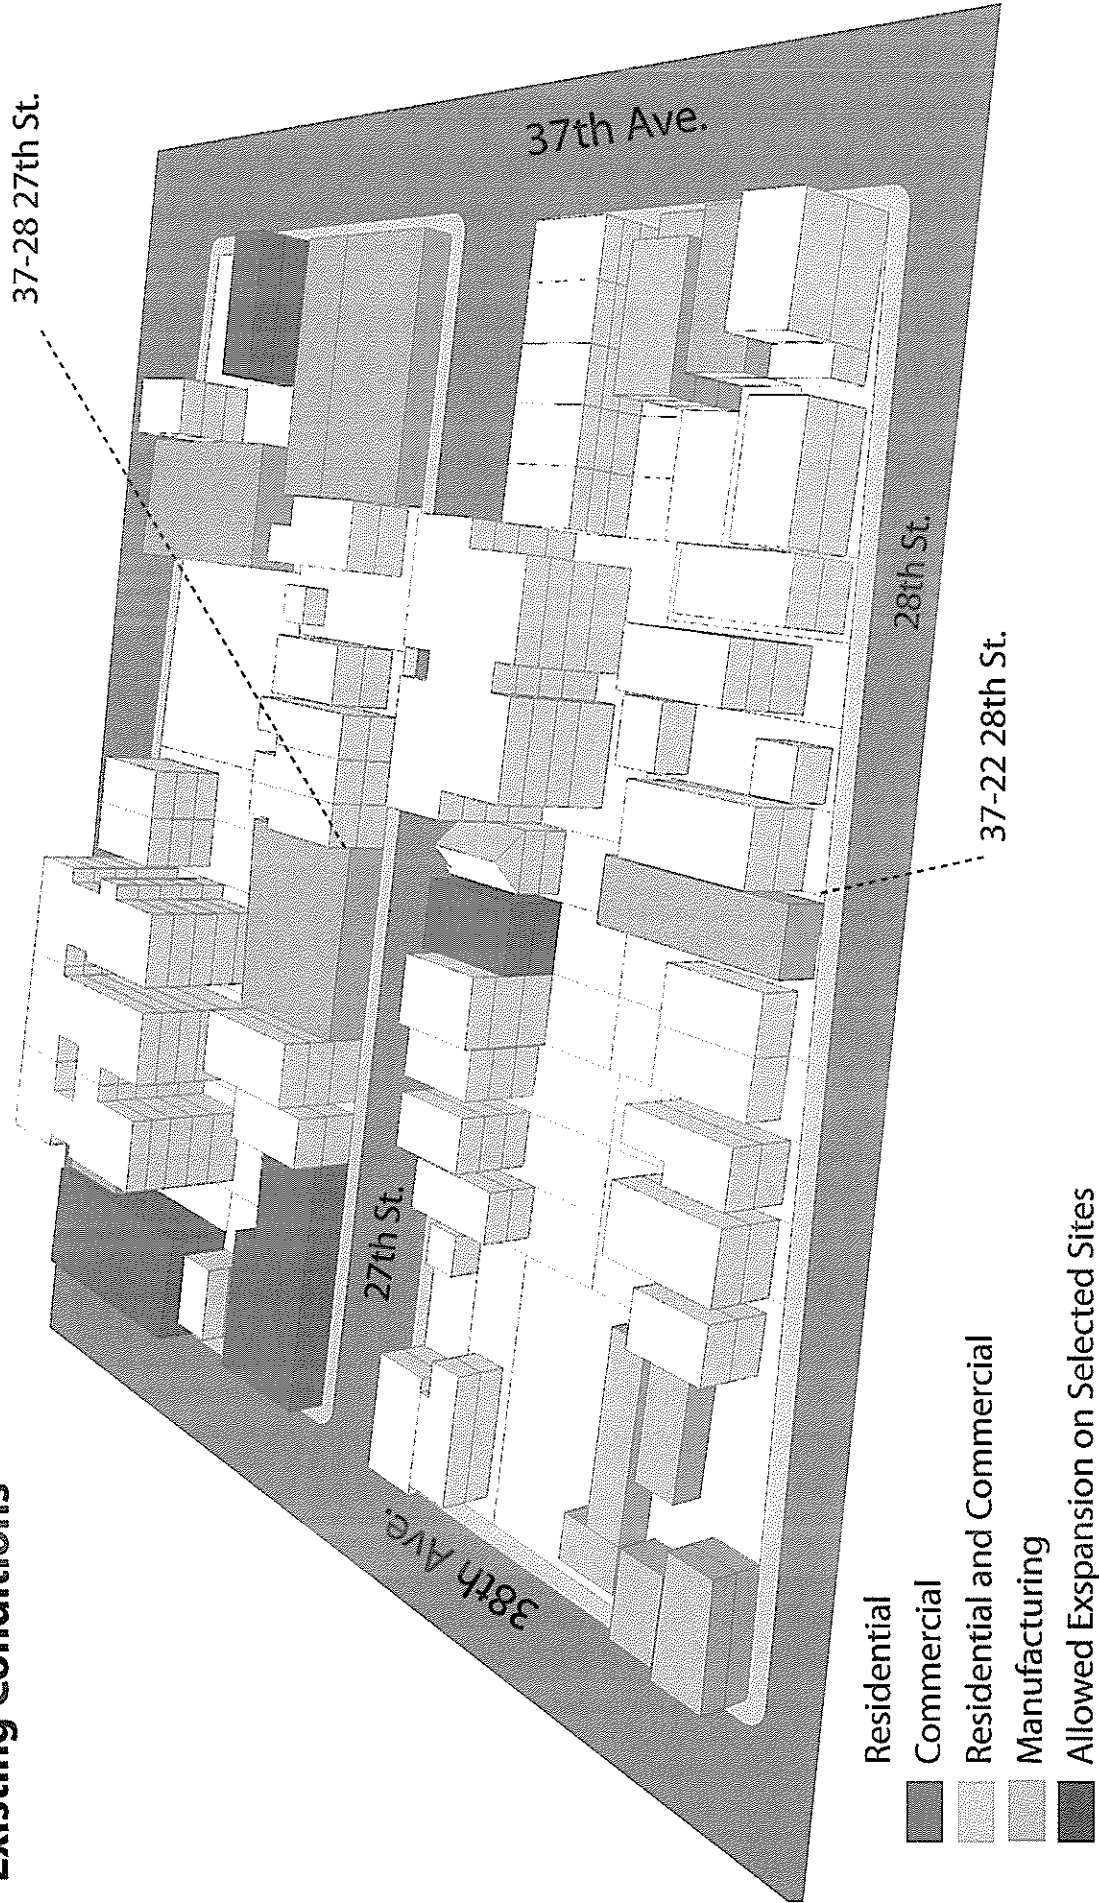 Existing Conditions
37-28 27th St.
37th Ave.
27th St.
38th Ave.
28th St.
37-22 28th St.
Residential
Commercial
Residential and Commercial
Manufacturing
Allowed Exspansion on Selected Sites